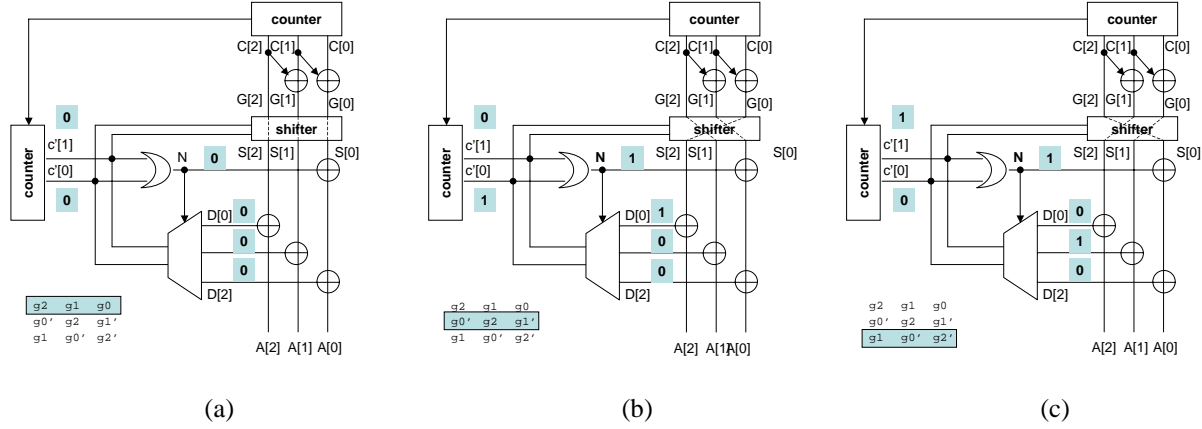 counter
C[2] C[1] C[0]
G[2] G[1] G[0]
0
shifter
c'[1] N 0 S[2] S[1] S[0]
counter
c'[0]
0
D[0] 0
0
0
D[2]
g2 g1 g0
g0' g2 g1'
g1 g0' g2'
A[2] A[1] A[0]
(a)
counter
C[2] C[1] C[0]
G[2] G[1] G[0]
0
shifter
c'[1] N 1 S[2] S[1] S[0]
counter
c'[0]
1
D[0] 1
0
0
D[2]
g2 g1 g0
g0' g2 g1'
g1 g0' g2'
A[2] A[1] A[0]
(b)
counter
C[2] C[1] C[0]
G[2] G[1] G[0]
1
shifter
c'[1] N 1 S[2] S[1] S[0]
counter
c'[0]
0
D[0] 0
1
0
D[2]
g2 g1 g0
g0' g2 g1'
g1 g0' g2'
A[2] A[1] A[0]
(c)